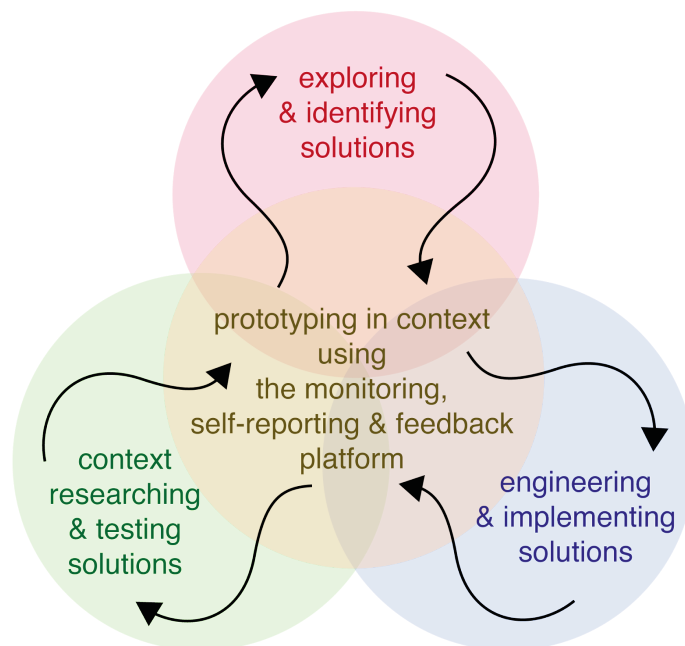 exploring
& identifying
solutions
prototyping in context
using
the monitoring,
self-reporting & feedback
platform
context
researching
& testing
solutions
engineering
& implementing
solutions